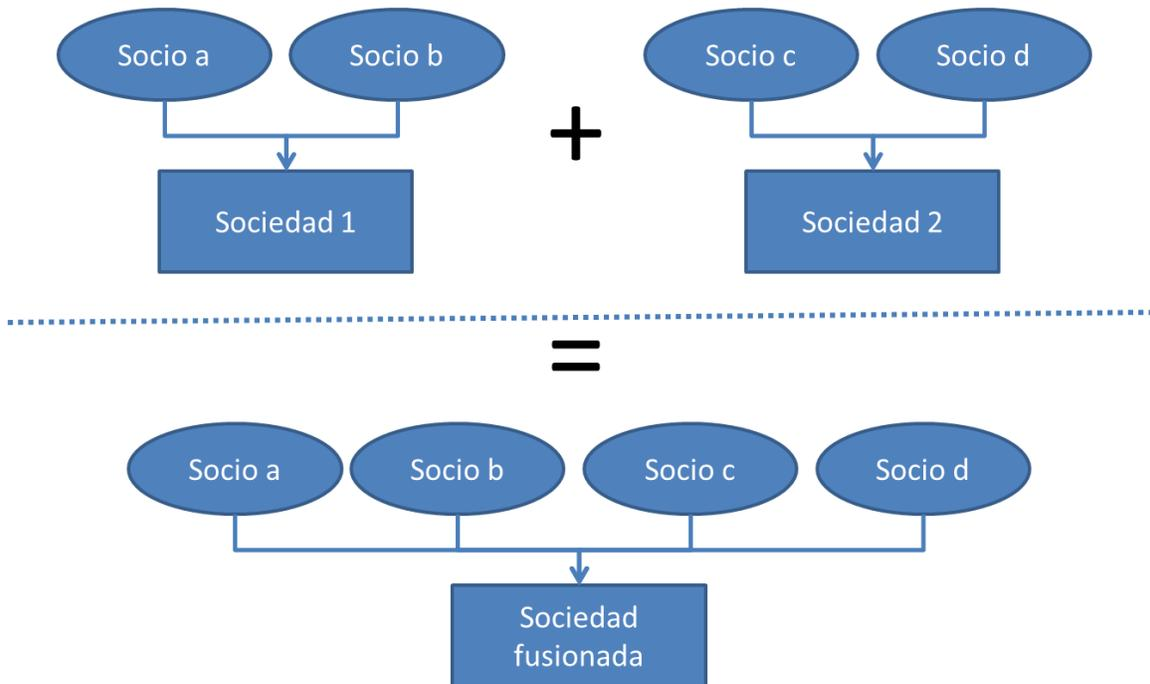 Socio a
Socio b
Socio c
Socio d
+
Sociedad 1
Sociedad 2
=
Socio a
Socio b
Socio c
Socio d
Sociedad
fusionada